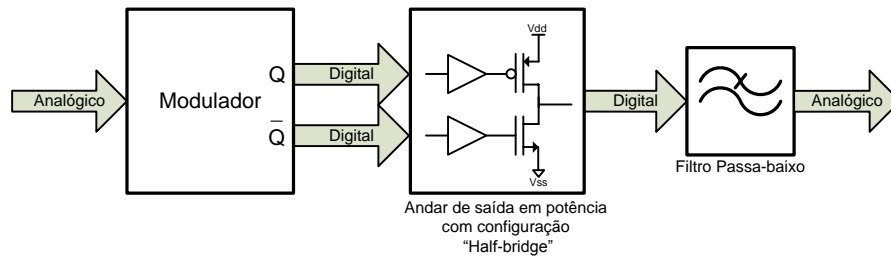 Analógico
Modulador
Q
Q̅
Digital
Digital
Vdd
Vss
Andar de saída em potência
com configuração
“Half-bridge”
Digital
Filtro Passa-baixo
Analógico